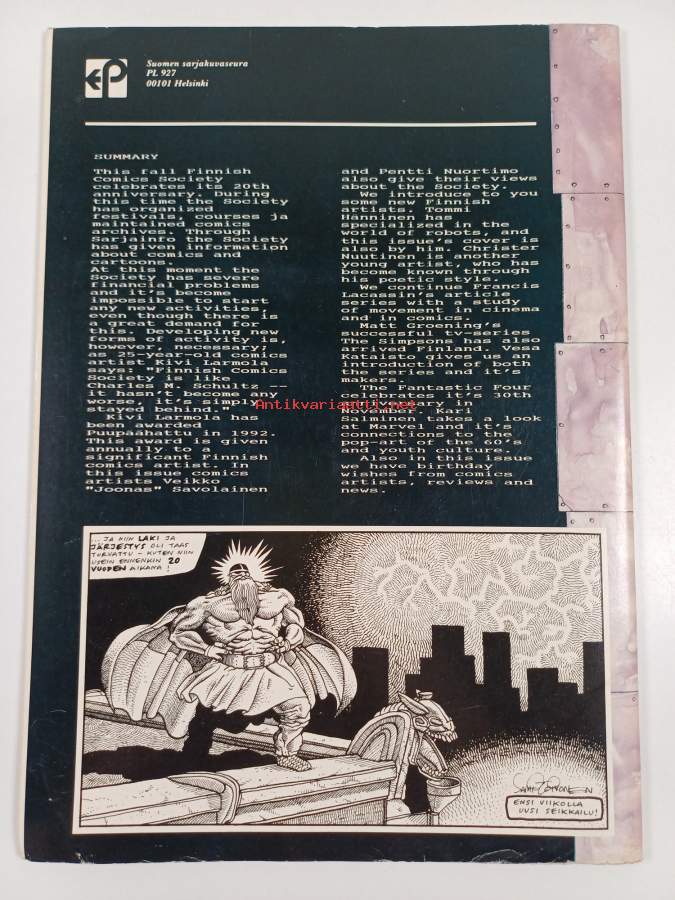 Suomen sarjakuvaseura
PL 927
00101 Helsinki
SUMMARY
This fall Finnish
Comics Society
celebrates its 20th
anniversary. During
this time the Society
has organized
festivals, courses ja
maintained comics
archives. Through
Sarjainfo the Society
has given information
about comics and
cartoons.
At this moment the
Society has severe
financial problems
and it's become
impossible to start
any new activities,
even though there is
a great demand for
this. Developing new
forms of activity is,
however, necessary;
as 25-year-old comics
artist Kivi Larmola
says: "Finnish Comics
Society is like
Charles M. Schultz --
it hasn't become any
worse, it's simply
stayed behind."
Kivi Larmola has
been awarded
Puupäähattu in 1992.
This award is given
annually to a
significant Finnish
comics artist. In
this issue comics
artists Veikko
"Joonas" Savolainen
and Pentti Nuortimo
also give their views
about the Society.
We introduce to you
some new Finnish
artists. Tommi
Hänninen has
specialized in the
world of robots, and
this issue's cover is
also by him. Christer
Nuutinen is another
young artist, who has
become known through
his poetic style.
We continue Francis
Lacassin's article
series with a study
of movement in cinema
and in comics.
Matt Groening's
successful tv-series
The Simpsons has also
arrived Finland. Vesa
Kataisto gives us an
introduction of both
the series and it's
makers.
The Fantastic Four
celebrates it's 30th
anniversary in
November. Kari
Salminen takes a look
at Marvel and it's
connections to the
pop-art of the 60's
and youth culture.
Also in this issue
we have birthday
wishes from comics
artists, reviews and
news.
Antikvariaatti.net
...JA NIIN LAKI JA
JÄRJESTYS OLI TAAS
TURVATTU - KUTEN NIIN
USEIN ENNENKIN 20
VUODEN AIKANA!
ENSI VIIKOLLA
UUSI SEIKKAILU!